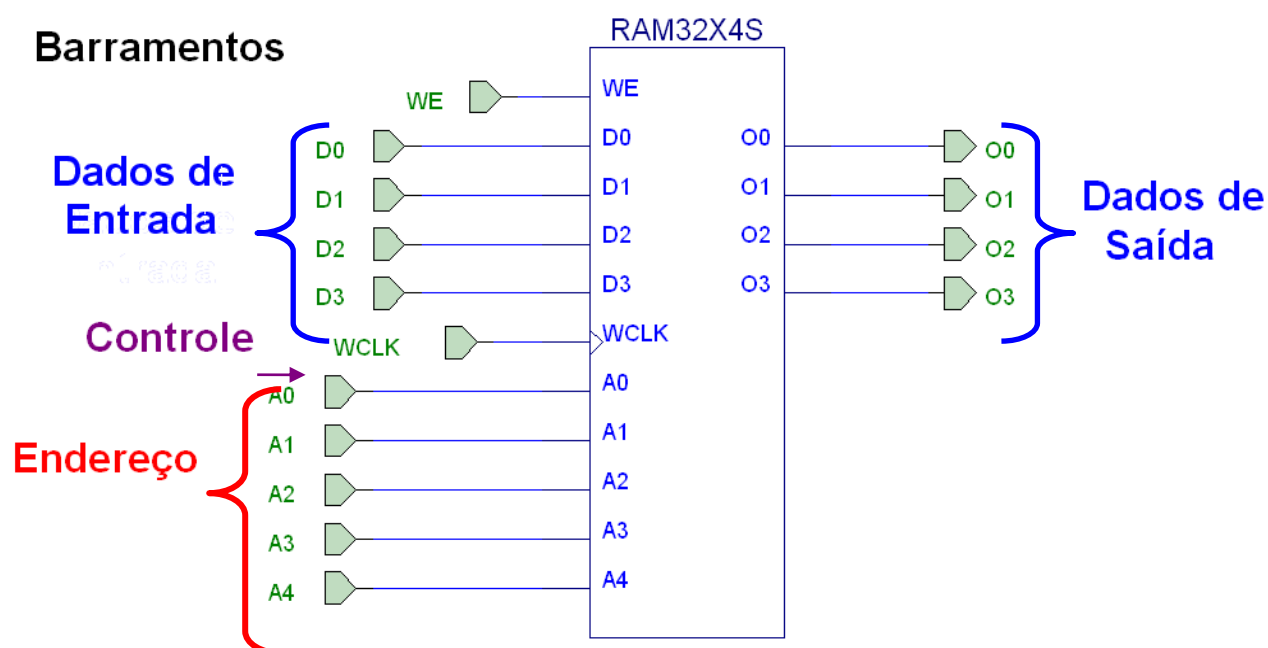 RAM32X4S
Barramentos
WE
WE
Dados de
Entrada
D0
D1
D2
D3
D0
D1
D2
D3
O0
O1
O2
O3
O0
O1
O2
O3
Dados de
Saída
Controle
WCLK
WCLK
Endereço
A0
A1
A2
A3
A4
A0
A1
A2
A3
A4